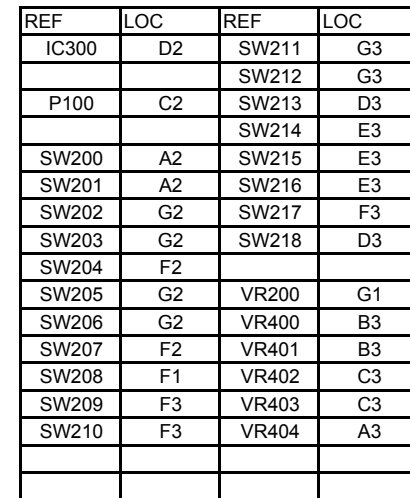 REF LOC REF LOC
IC300 D2 SW211 G3
SW212 G3
P100 C2 SW213 D3
SW214 E3
SW200 A2 SW215 E3
SW201 A2 SW216 E3
SW202 G2 SW217 F3
SW203 G2 SW218 D3
SW204 F2
SW205 G2 VR200 G1
SW206 G2 VR400 B3
SW207 F2 VR401 B3
SW208 F1 VR402 C3
SW209 F3 VR403 C3
SW210 F3 VR404 A3